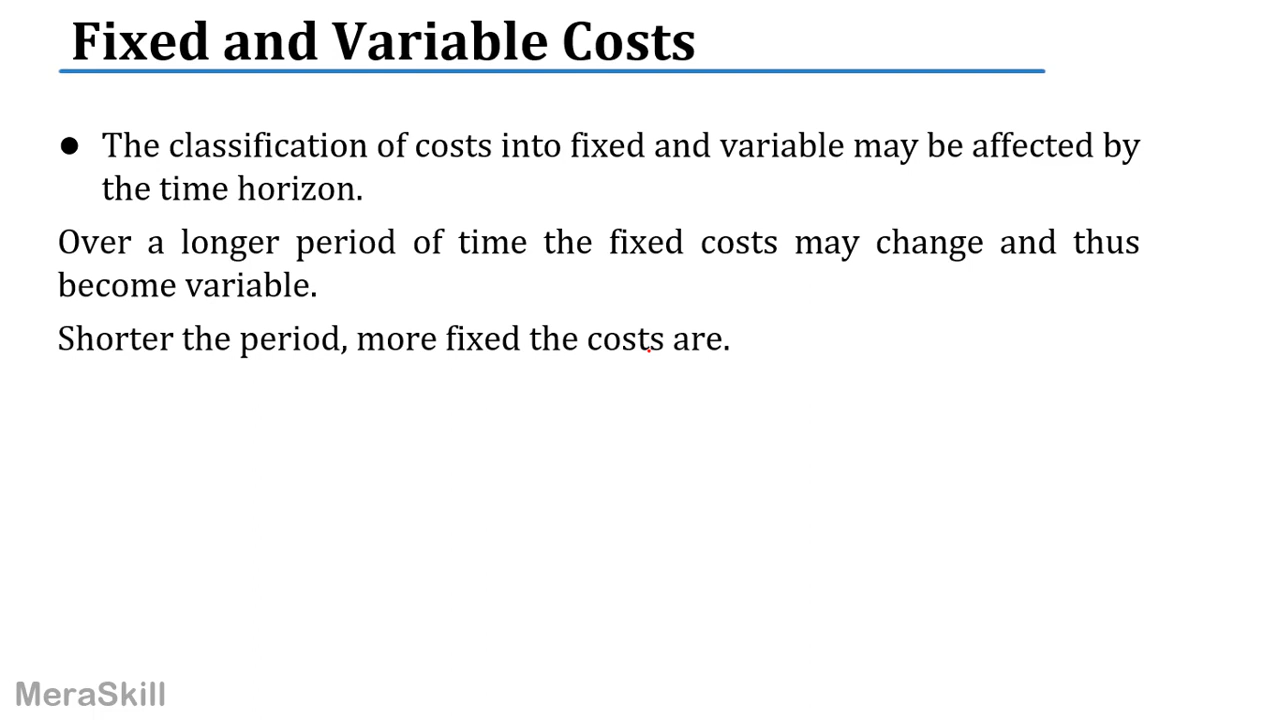 Fixed and Variable Costs
● The classification of costs into fixed and variable may be affected by
the time horizon.
Over a longer period of time the fixed costs may change and thus
become variable.
Shorter the period, more fixed the costs are.
MeraSkill